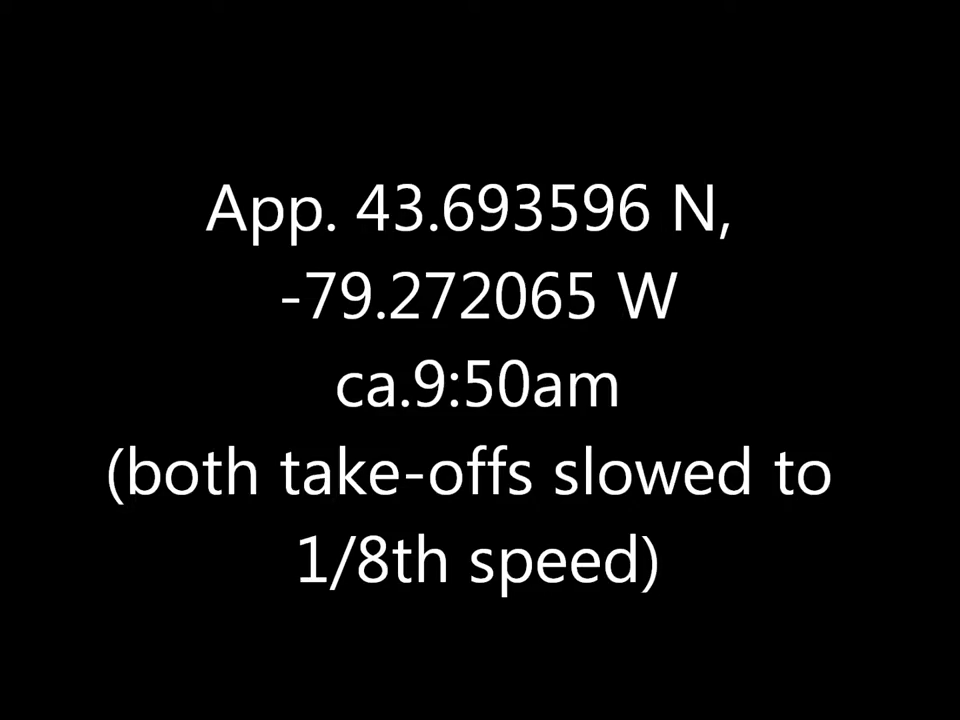 App. 43.693596 N,
-79.272065 W
ca.9:50am
(both take-offs slowed to
1/8th speed)